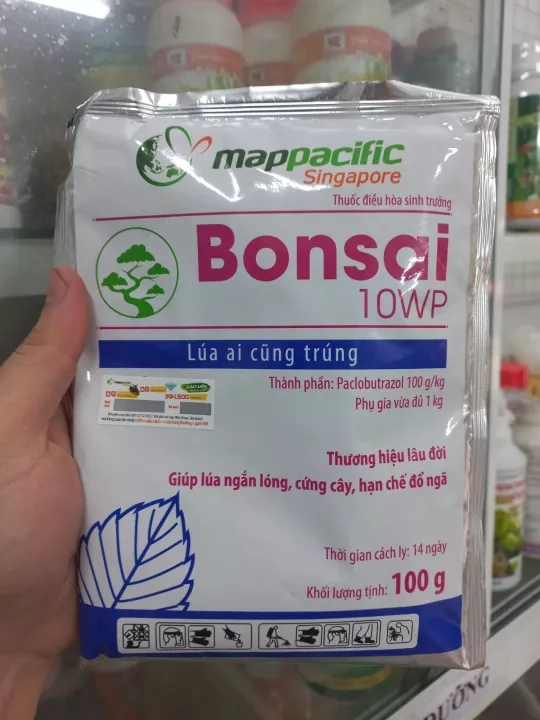 mappacific
Singapore
Thuốc điều hòa sinh trưởng
Bonsai
10WP
Lúa ai cũng trúng
Thành phần: Paclobutrazol 100 g/kg
Phụ gia vừa đủ 1 kg
Thương hiệu lâu đời
Giúp lúa ngắn lóng, cứng cây, hạn chế đổ ngã
Thời gian cách ly: 14 ngày
Khối lượng tịnh: 100 g
DƯỠNG